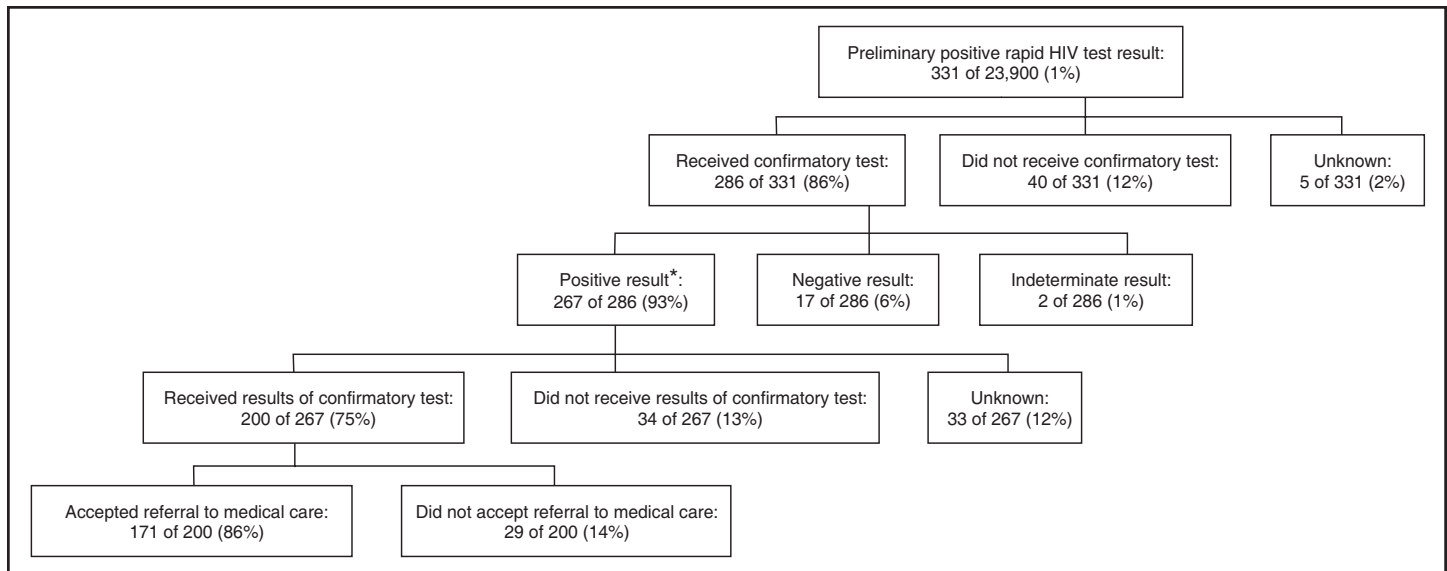 Preliminary positive rapid HIV test result:
331 of 23,900 (1%)
Received confirmatory test:
286 of 331 (86%)
Did not receive confirmatory test:
40 of 331 (12%)
Unknown:
5 of 331 (2%)
Positive result*:
267 of 286 (93%)
Negative result:
17 of 286 (6%)
Indeterminate result:
2 of 286 (1%)
Received results of confirmatory test:
200 of 267 (75%)
Did not receive results of confirmatory test:
34 of 267 (13%)
Unknown:
33 of 267 (12%)
Accepted referral to medical care:
171 of 200 (86%)
Did not accept referral to medical care:
29 of 200 (14%)